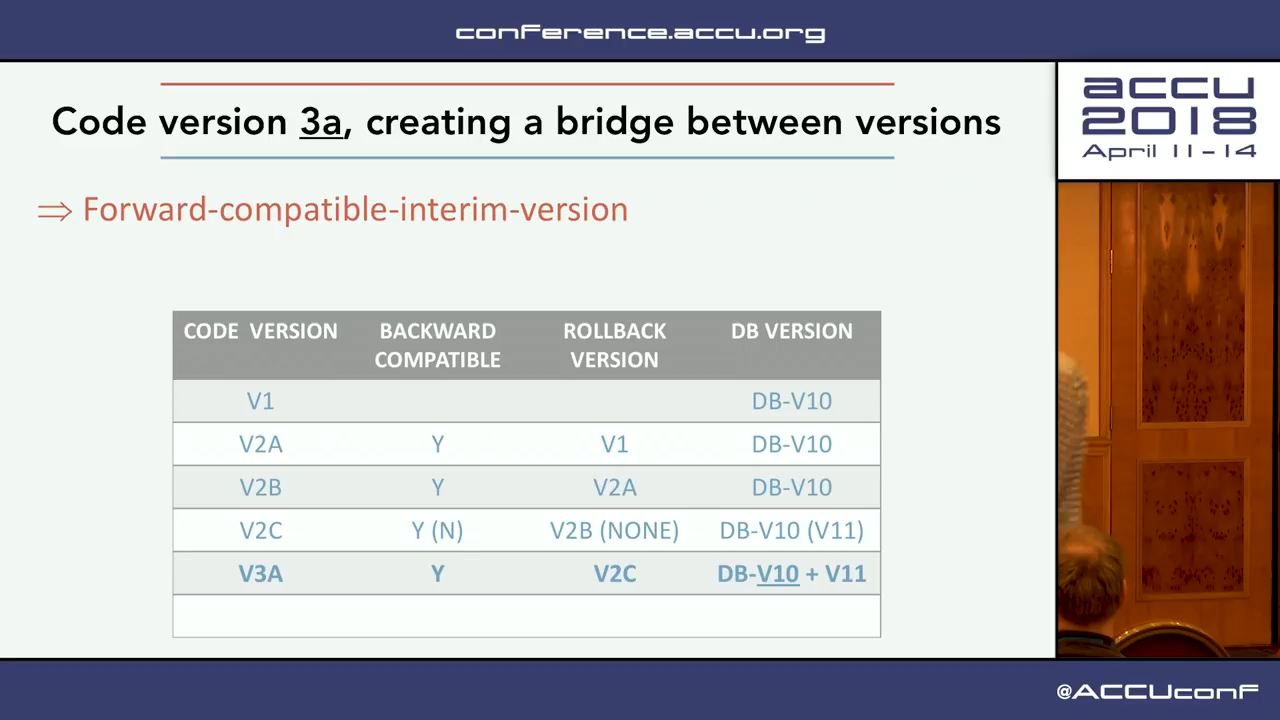 conference.accu.org
accu
2018
April 11-14
Code version 3a, creating a bridge between versions
⇒ Forward-compatible-interim-version
CODE VERSION BACKWARD COMPATIBLE ROLLBACK VERSION DB VERSION
V1 DB-V10
V2A Y V1 DB-V10
V2B Y V2A DB-V10
V2C Y (N) V2B (NONE) DB-V10 (V11)
V3A Y V2C DB-V10 + V11
@ACCUconf